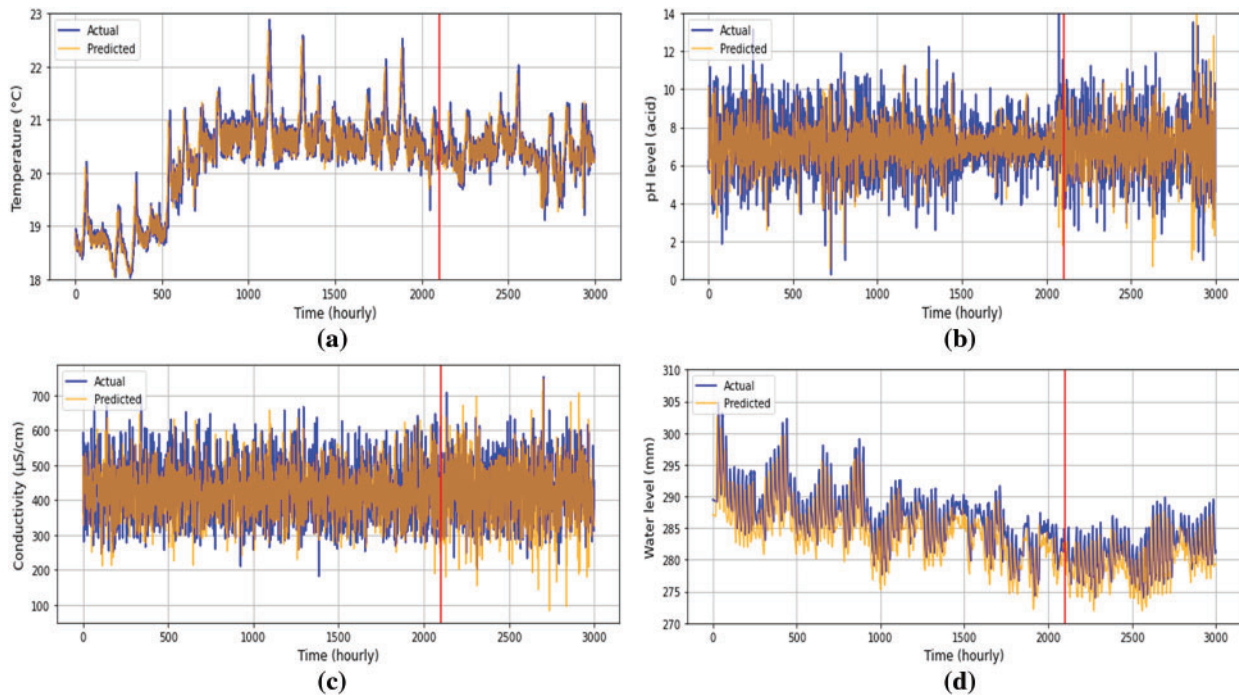 23
22
21
20
19
18
Temperature (°C)
Actual
Predicted
0 500 1000 1500 2000 2500 3000
Time (hourly)
(a)
14
12
10
8
6
4
2
0
pH level (acid)
Actual
Predicted
0 500 1000 1500 2000 2500 3000
Time (hourly)
(b)
700
600
500
400
300
200
100
Conductivity (µS/cm)
Actual
Predicted
0 500 1000 1500 2000 2500 3000
Time (hourly)
(c)
310
305
300
295
290
285
280
275
270
Water level (mm)
Actual
Predicted
0 500 1000 1500 2000 2500 3000
Time (hourly)
(d)